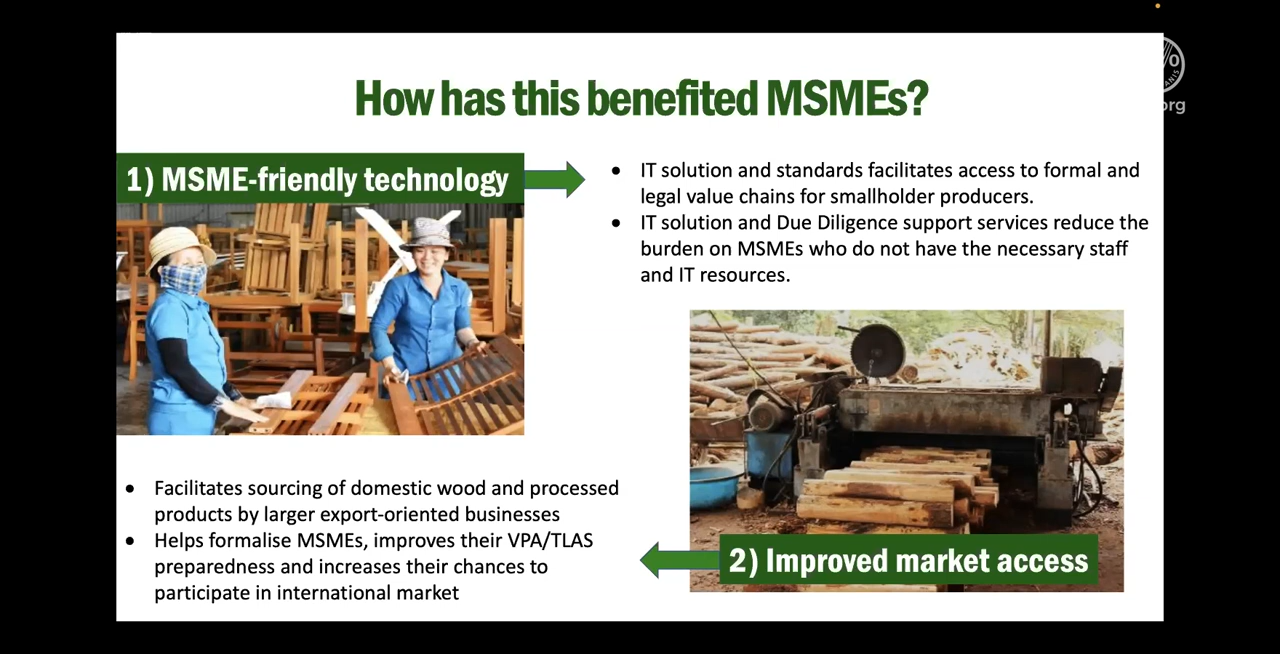 How has this benefited MSMEs?
1) MSME-friendly technology
• IT solution and standards facilitates access to formal and
legal value chains for smallholder producers.
• IT solution and Due Diligence support services reduce the
burden on MSMEs who do not have the necessary staff
and IT resources.
• Facilitates sourcing of domestic wood and processed
products by larger export-oriented businesses
• Helps formalise MSMEs, improves their VPA/TLAS
preparedness and increases their chances to
participate in international market
2) Improved market access